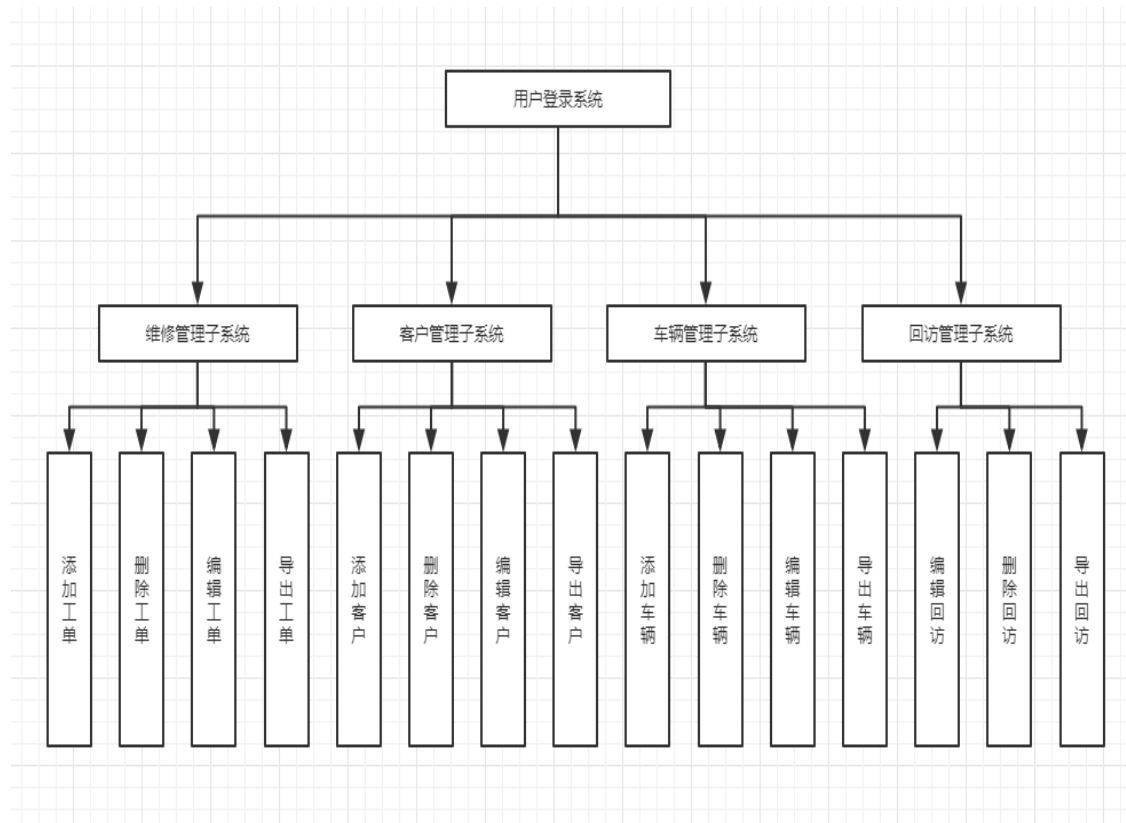 用户登录系统
维修管理子系统
客户管理子系统
车辆管理子系统
回访管理子系统
添加工单
删除工单
编辑工单
导出工单
添加客户
删除客户
编辑客户
导出客户
添加车辆
删除车辆
编辑车辆
导出车辆
编辑回访
删除回访
导出回访